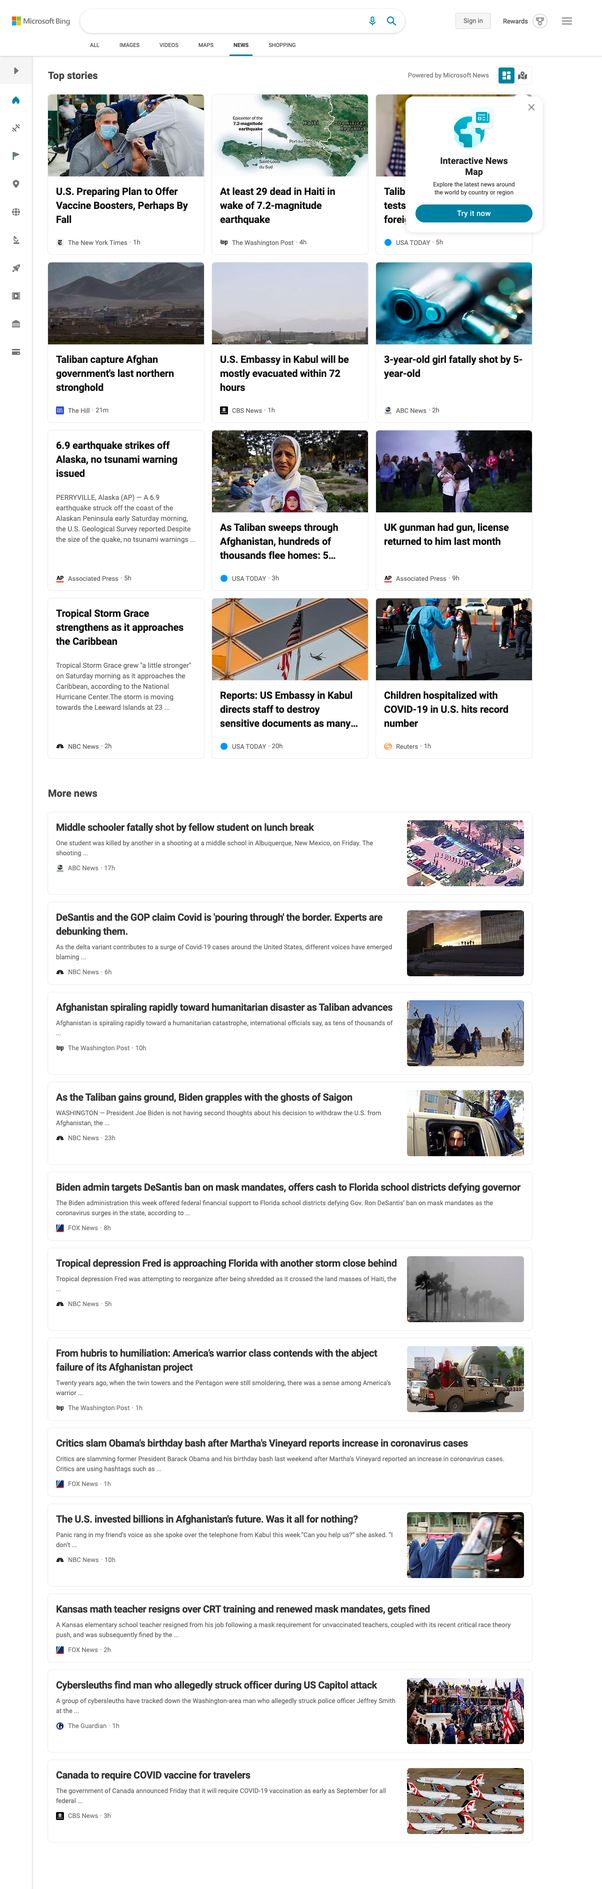 Microsoft Bing
Sign in
Rewards
ALL
IMAGES
VIDEOS
MAPS
NEWS
SHOPPING
Top stories
Powered by Microsoft News
Interactive News
Map
Explore the latest news around
the world by country or region
Try it now
Epicenter of the
7.2-magnitude
earthquake
Haiti
U.S. Preparing Plan to Offer
Vaccine Boosters, Perhaps By
Fall
The New York Times · 1h
At least 29 dead in Haiti in
wake of 7.2-magnitude
earthquake
The Washington Post · 4h
Talib
tests
forei
USA TODAY · 5h
Taliban capture Afghan
government's last northern
stronghold
The Hill · 21m
U.S. Embassy in Kabul will be
mostly evacuated within 72
hours
CBS News · 1h
3-year-old girl fatally shot by 5-
year-old
ABC News · 2h
6.9 earthquake strikes off
Alaska, no tsunami warning
issued
PERRYVILLE, Alaska (AP) — A 6.9
earthquake struck off the coast of the
Alaskan Peninsula early Saturday morning,
the U.S. Geological Survey reported.Despite
the size of the quake, no tsunami warnings ...
AP Associated Press · 5h
As Taliban sweeps through
Afghanistan, hundreds of
thousands flee homes: 5...
USA TODAY · 3h
UK gunman had gun, license
returned to him last month
AP Associated Press · 9h
Tropical Storm Grace
strengthens as it approaches
the Caribbean
Tropical Storm Grace grew "a little stronger"
on Saturday morning as it approaches the
Caribbean, according to the National
Hurricane Center.The storm is moving
towards the Leeward Islands at 23 ...
NBC News · 2h
Reports: US Embassy in Kabul
directs staff to destroy
sensitive documents as many...
USA TODAY · 20h
Children hospitalized with
COVID-19 in U.S. hits record
number
Reuters · 1h
More news
Middle schooler fatally shot by fellow student on lunch break
One student was killed by another in a shooting at a middle school in Albuquerque, New Mexico, on Friday. The
shooting ...
ABC News · 17h
DeSantis and the GOP claim Covid is 'pouring through' the border. Experts are
debunking them.
As the delta variant contributes to a surge of Covid-19 cases around the United States, different voices have emerged
blaming ...
NBC News · 6h
Afghanistan spiraling rapidly toward humanitarian disaster as Taliban advances
Afghanistan is spiraling rapidly toward a humanitarian catastrophe, international officials say, as tens of thousands of
...
The Washington Post · 10h
As the Taliban gains ground, Biden grapples with the ghosts of Saigon
WASHINGTON — President Joe Biden is not having second thoughts about his decision to withdraw the U.S. from
Afghanistan, the ...
NBC News · 23h
Biden admin targets DeSantis ban on mask mandates, offers cash to Florida school districts defying governor
The Biden administration this week offered federal financial support to Florida school districts defying Gov. Ron DeSantis' ban on mask mandates as the
coronavirus surges in the state, according to ...
FOX News · 8h
Tropical depression Fred is approaching Florida with another storm close behind
Tropical depression Fred was attempting to reorganize after being shredded as it crossed the land masses of Haiti, the
...
NBC News · 5h
From hubris to humiliation: America's warrior class contends with the abject
failure of its Afghanistan project
Twenty years ago, when the twin towers and the Pentagon were still smoldering, there was a sense among America's
warrior ...
The Washington Post · 1h
Critics slam Obama's birthday bash after Martha's Vineyard reports increase in coronavirus cases
Critics are slamming former President Barack Obama and his birthday bash last weekend after Martha's Vineyard reported an increase in coronavirus cases.
Critics are using hashtags such as ...
FOX News · 1h
The U.S. invested billions in Afghanistan's future. Was it all for nothing?
Panic rang in my friend's voice as she spoke over the telephone from Kabul this week."Can you help us?" she asked. "I
don't ...
NBC News · 10h
Kansas math teacher resigns over CRT training and renewed mask mandates, gets fined
A Kansas elementary school teacher resigned from his job following a mask requirement for unvaccinated teachers, coupled with its recent critical race theory
push, and was subsequently fined by the ...
FOX News · 2h
Cybersleuths find man who allegedly struck officer during US Capitol attack
A group of cybersleuths have tracked down the Washington-area man who allegedly struck police officer Jeffrey Smith
at the ...
The Guardian · 1h
Canada to require COVID vaccine for travelers
The government of Canada announced Friday that it will require COVID-19 vaccination as early as September for all
federal ...
CBS News · 3h